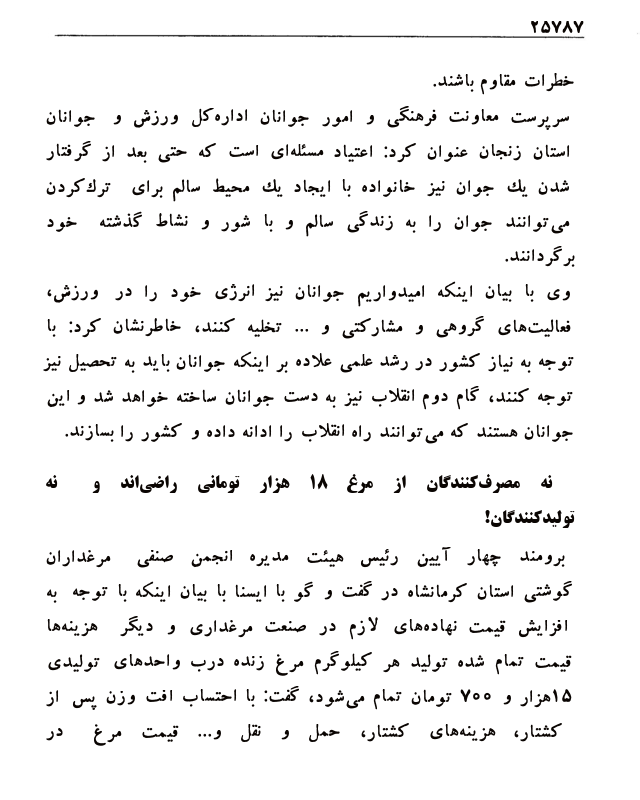 ۲۵۷۸۷
خطرات مقاوم باشند.
سرپرست معاونت فرهنگی و امور جوانان اداره‌کل ورزش و جوانان
استان زنجان عنوان کرد: اعتیاد مسئله‌ای است که حتی بعد از گرفتار
شدن یك جوان نیز خانواده با ایجاد یك محیط سالم برای ترك‌کردن
می‌توانند جوان را به زندگی سالم و با شور و نشاط گذشته خود
برگردانند.
وی با بیان اینکه امیدواریم جوانان نیز انرژی خود را در ورزش،
فعالیت‌های گروهی و مشارکتی و ... تخلیه کنند، خاطرنشان کرد: با
توجه به نیاز کشور در رشد علمی علاده بر اینکه جوانان باید به تحصیل نیز
توجه کنند، گام دوم انقلاب نیز به دست جوانان ساخته خواهد شد و این
جوانان هستند که می‌توانند راه انقلاب را ادانه داده و کشور را بسازند.
نه مصرف‌کنندگان از مرغ ۱۸ هزار تومانی راضی‌اند و نه
تولیدکنندگان!
برومند چهار آیین رئیس هیئت مدیره انجمن صنفی مرغداران
گوشتی استان کرمانشاه در گفت و گو با ایسنا با بیان اینکه با توجه به
افزایش قیمت نهاده‌های لازم در صنعت مرغداری و دیگر هزینه‌ها
قیمت تمام شده تولید هر کیلوگرم مرغ زنده درب واحدهای تولیدی
۱۵هزار و ۷۰۰ تومان تمام می‌شود، گفت: با احتساب افت وزن پس از
کشتار، هزینه‌های کشتار، حمل و نقل و... قیمت مرغ در